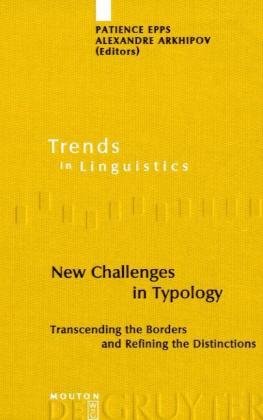 PATIENCE EPPS
ALEXANDRE ARKHIPOV
(Editors)
Trends
in Linguistics
New Challenges
in Typology
Transcending the Borders
and Refining the Distinctions
MOUTON
DE GRUYTER